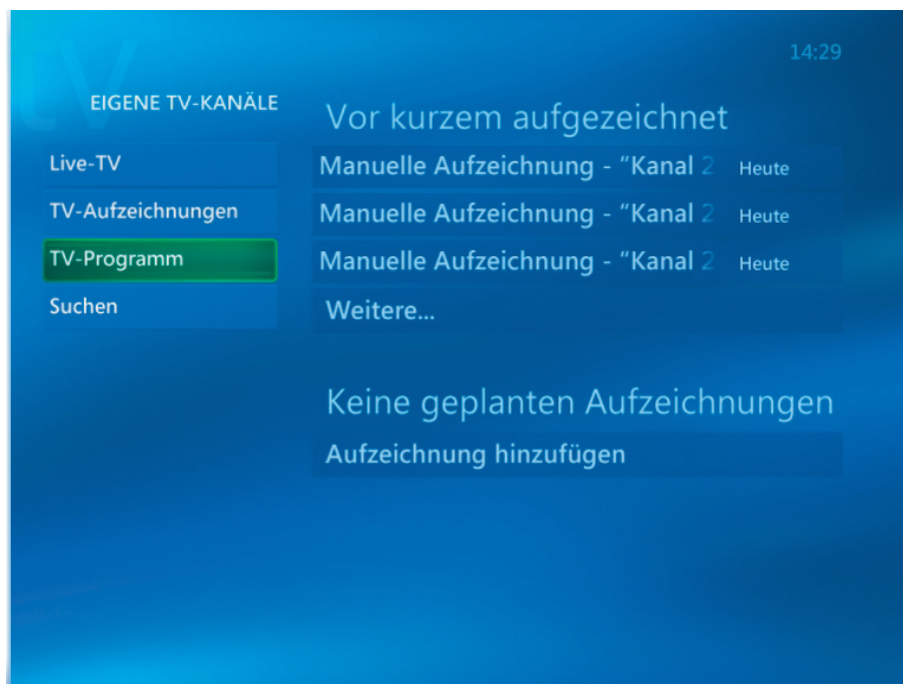 tv
14:29
EIGENE TV-KANÄLE
Live-TV
TV-Aufzeichnungen
TV-Programm
Suchen
Vor kurzem aufgezeichnet
Manuelle Aufzeichnung - "Kanal 2 Heute
Manuelle Aufzeichnung - "Kanal 2 Heute
Manuelle Aufzeichnung - "Kanal 2 Heute
Weitere...
Keine geplanten Aufzeichnungen
Aufzeichnung hinzufügen